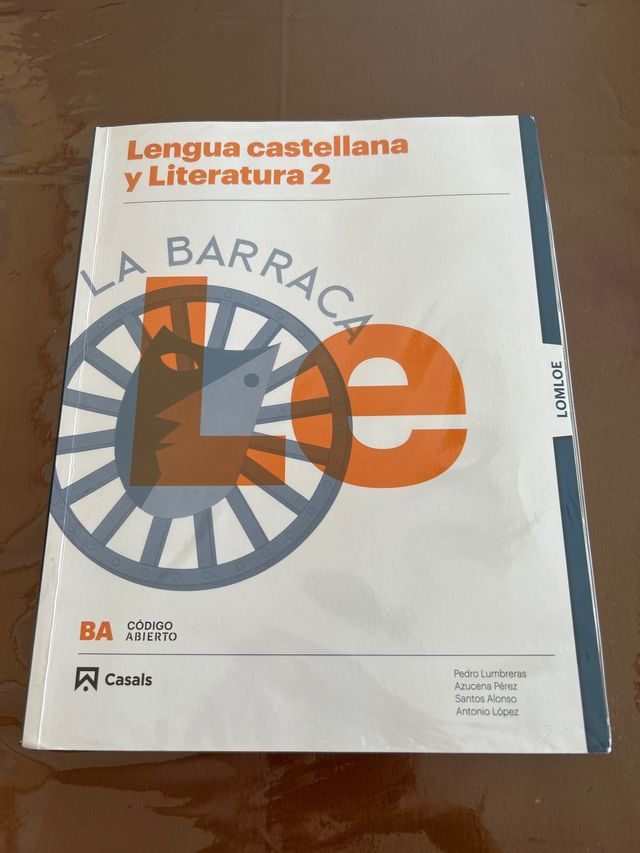 Lengua castellana
y Literatura 2
LA BARRACA
Le
LOMLOE
BA CÓDIGO
ABIERTO
Casals
Pedro Lumbreras
Azucena Pérez
Santos Alonso
Antonio López